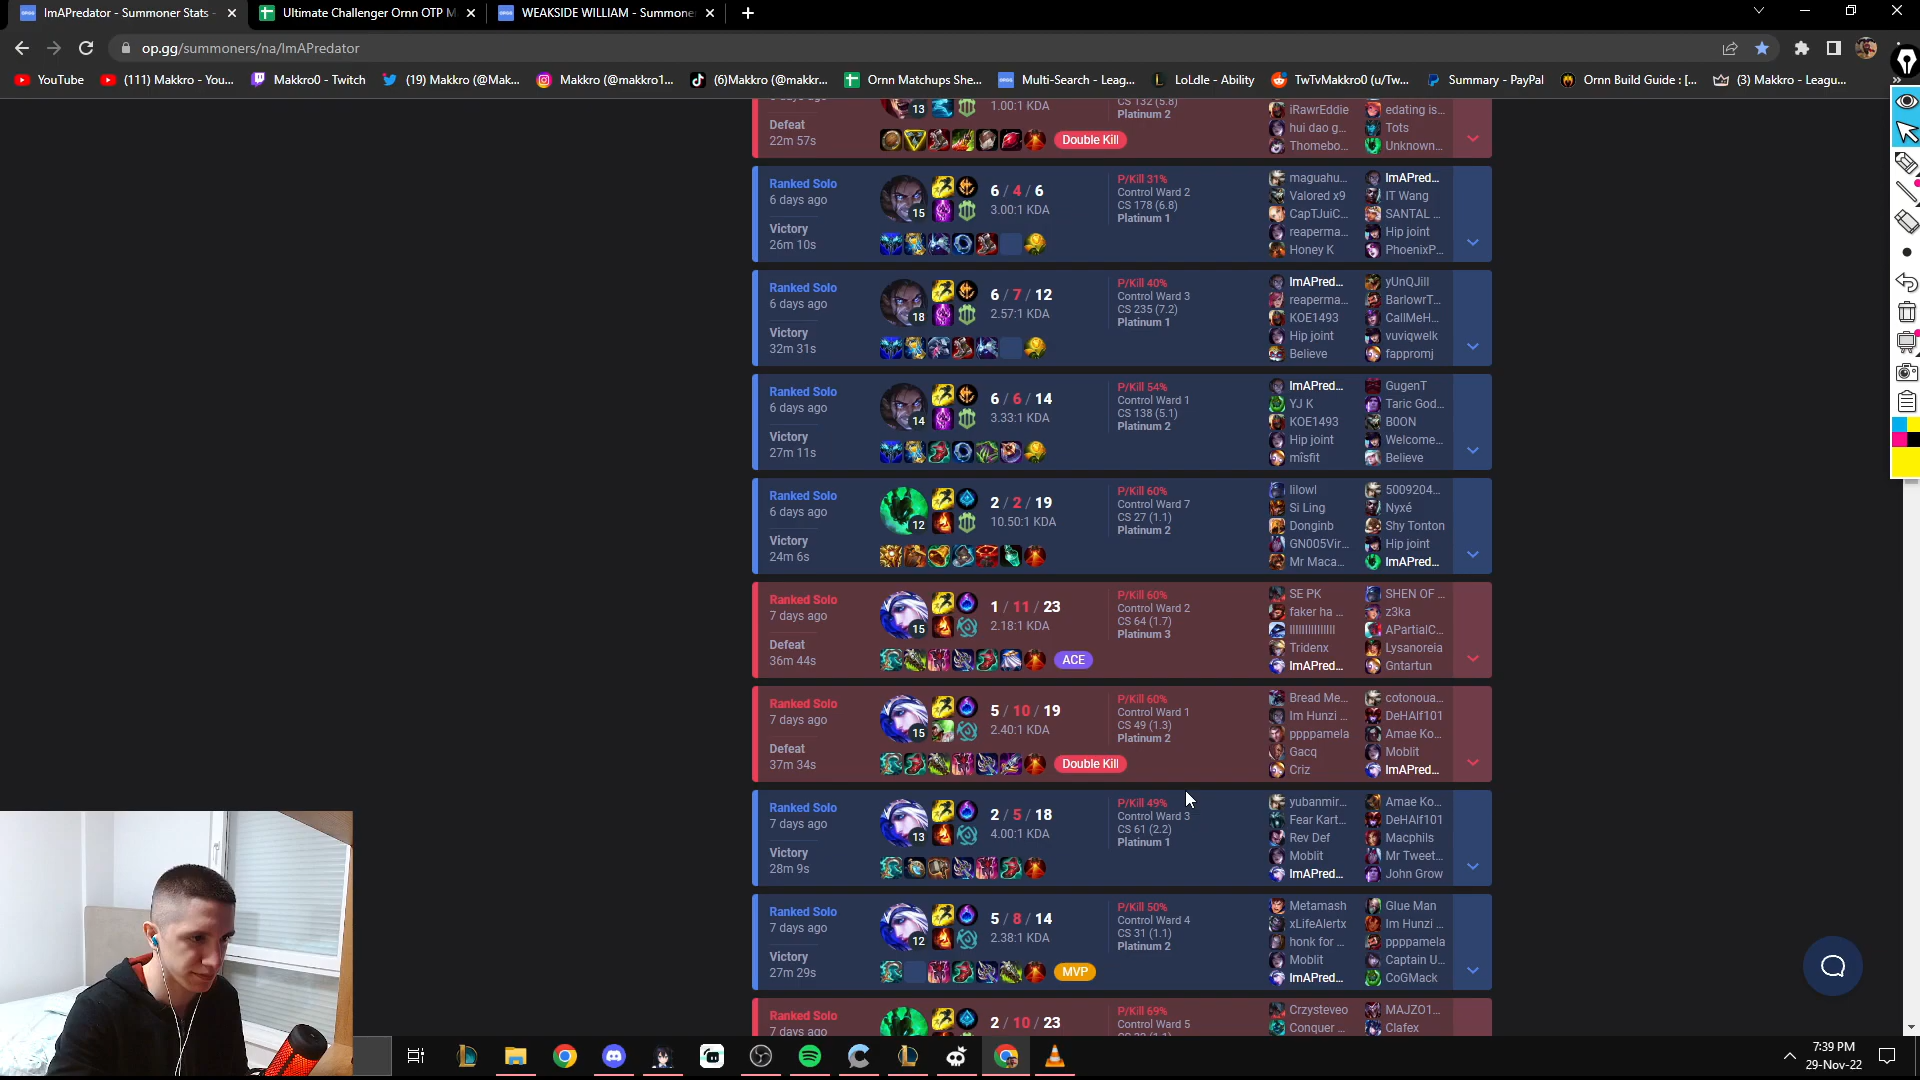 ImAPredator - Summoner Stats -
Ultimate Challenger Ornn OTP M
WEAKSIDE WILLIAM - Summone
op.gg/summoners/na/ImAPredator
YouTube
(111) Makkro - You...
Makkro0 - Twitch
(19) Makkro (@Mak...
Makkro (@makkro1...
(6)Makkro (@makkr...
Ornn Matchups She...
Multi-Search - Leag...
LoLdle - Ability
TwTvMakkro0 (u/Tw...
Summary - PayPal
Ornn Build Guide : [...
(3) Makkro - Leagu...
Defeat
22m 57s
13
1.00:1 KDA
Double Kill
CS 132 (5.8)
Platinum 2
iRawrEddie
hui dao g...
Thomebo...
edating is...
Tots
Unknown...
Ranked Solo
6 days ago
Victory
26m 10s
15
6 / 4 / 6
3.00:1 KDA
P/Kill 31%
Control Ward 2
CS 178 (6.8)
Platinum 1
maguahu...
Valored x9
CapTJuiC...
reaperma...
Honey K
ImAPred...
IT Wang
SANTAL ...
Hip joint
PhoenixP...
Ranked Solo
6 days ago
Victory
32m 31s
18
6 / 7 / 12
2.57:1 KDA
P/Kill 40%
Control Ward 3
CS 235 (7.2)
Platinum 1
ImAPred...
reaperma...
KOE1493
Hip joint
Believe
yUnQJill
BarlowrT...
CallMeH...
vuviqwelk
fappromj
Ranked Solo
6 days ago
Victory
27m 11s
14
6 / 6 / 14
3.33:1 KDA
P/Kill 54%
Control Ward 1
CS 138 (5.1)
Platinum 2
ImAPred...
YJ K
KOE1493
Hip joint
mîsfit
GugenT
Taric God...
B0ON
Welcome...
Believe
Ranked Solo
6 days ago
Victory
24m 6s
12
2 / 2 / 19
10.50:1 KDA
P/Kill 60%
Control Ward 7
CS 27 (1.1)
Platinum 2
Si Ling
Donginb
GN005Vir...
Mr Maca...
5009204...
Nyxé
Shy Tonton
Hip joint
ImAPred...
Ranked Solo
7 days ago
Defeat
36m 44s
15
1 / 11 / 23
2.18:1 KDA
ACE
P/Kill 60%
Control Ward 2
CS 64 (1.7)
Platinum 3
SE PK
faker ha ...
Tridenx
ImAPred...
SHEN OF ...
z3ka
APartialC...
Lysanoreia
Gntartun
Ranked Solo
7 days ago
Defeat
37m 34s
15
5 / 10 / 19
2.40:1 KDA
Double Kill
P/Kill 60%
Control Ward 1
CS 49 (1.3)
Platinum 2
Bread Me...
Im Hunzi ...
ppppamela
Gacq
Criz
cotonoua...
DeHAlf101
Amae Ko...
Moblit
ImAPred...
Ranked Solo
7 days ago
Victory
28m 9s
13
2 / 5 / 18
4.00:1 KDA
P/Kill 49%
Control Ward 3
CS 61 (2.2)
Platinum 1
yubanmir...
Fear Kart...
Rev Def
Moblit
ImAPred...
Amae Ko...
DeHAlf101
Macphils
Mr Tweet...
John Grow
Ranked Solo
7 days ago
Victory
27m 29s
12
5 / 8 / 14
2.38:1 KDA
MVP
P/Kill 50%
Control Ward 4
CS 31 (1.1)
Platinum 2
Metamash
xLifeAlertx
honk for ...
Moblit
ImAPred...
Glue Man
Im Hunzi ...
ppppamela
Captain U...
CoGMack
Ranked Solo
7 days ago
2 / 10 / 23
P/Kill 69%
Control Ward 5
Crzysteveo
Conquer ...
MAJZO1...
Clafex
7:39 PM
29-Nov-22